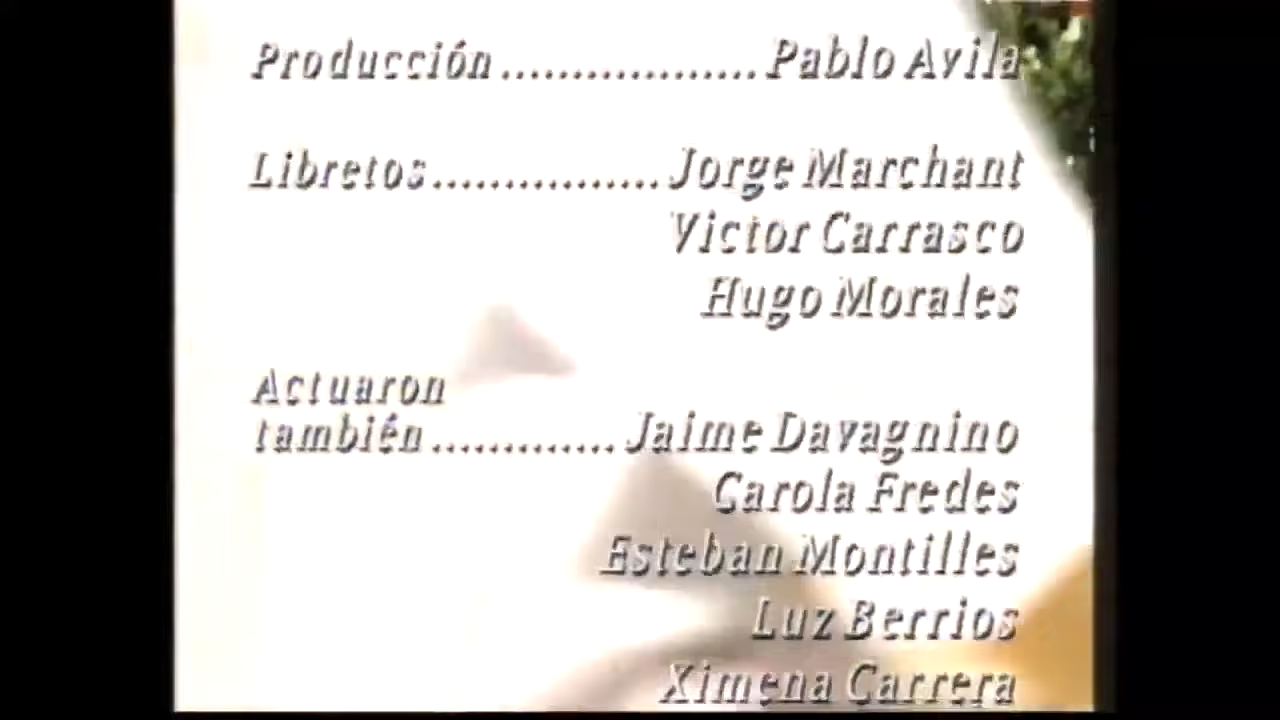 Producción..................Pablo Avila
Libretos................Jorge Marchant
Victor Carrasco
Hugo Morales
Actuaron
también.............Jaime Davagnino
Carola Fredes
Esteban Montilles
Luz Berrios
Ximena Carrera